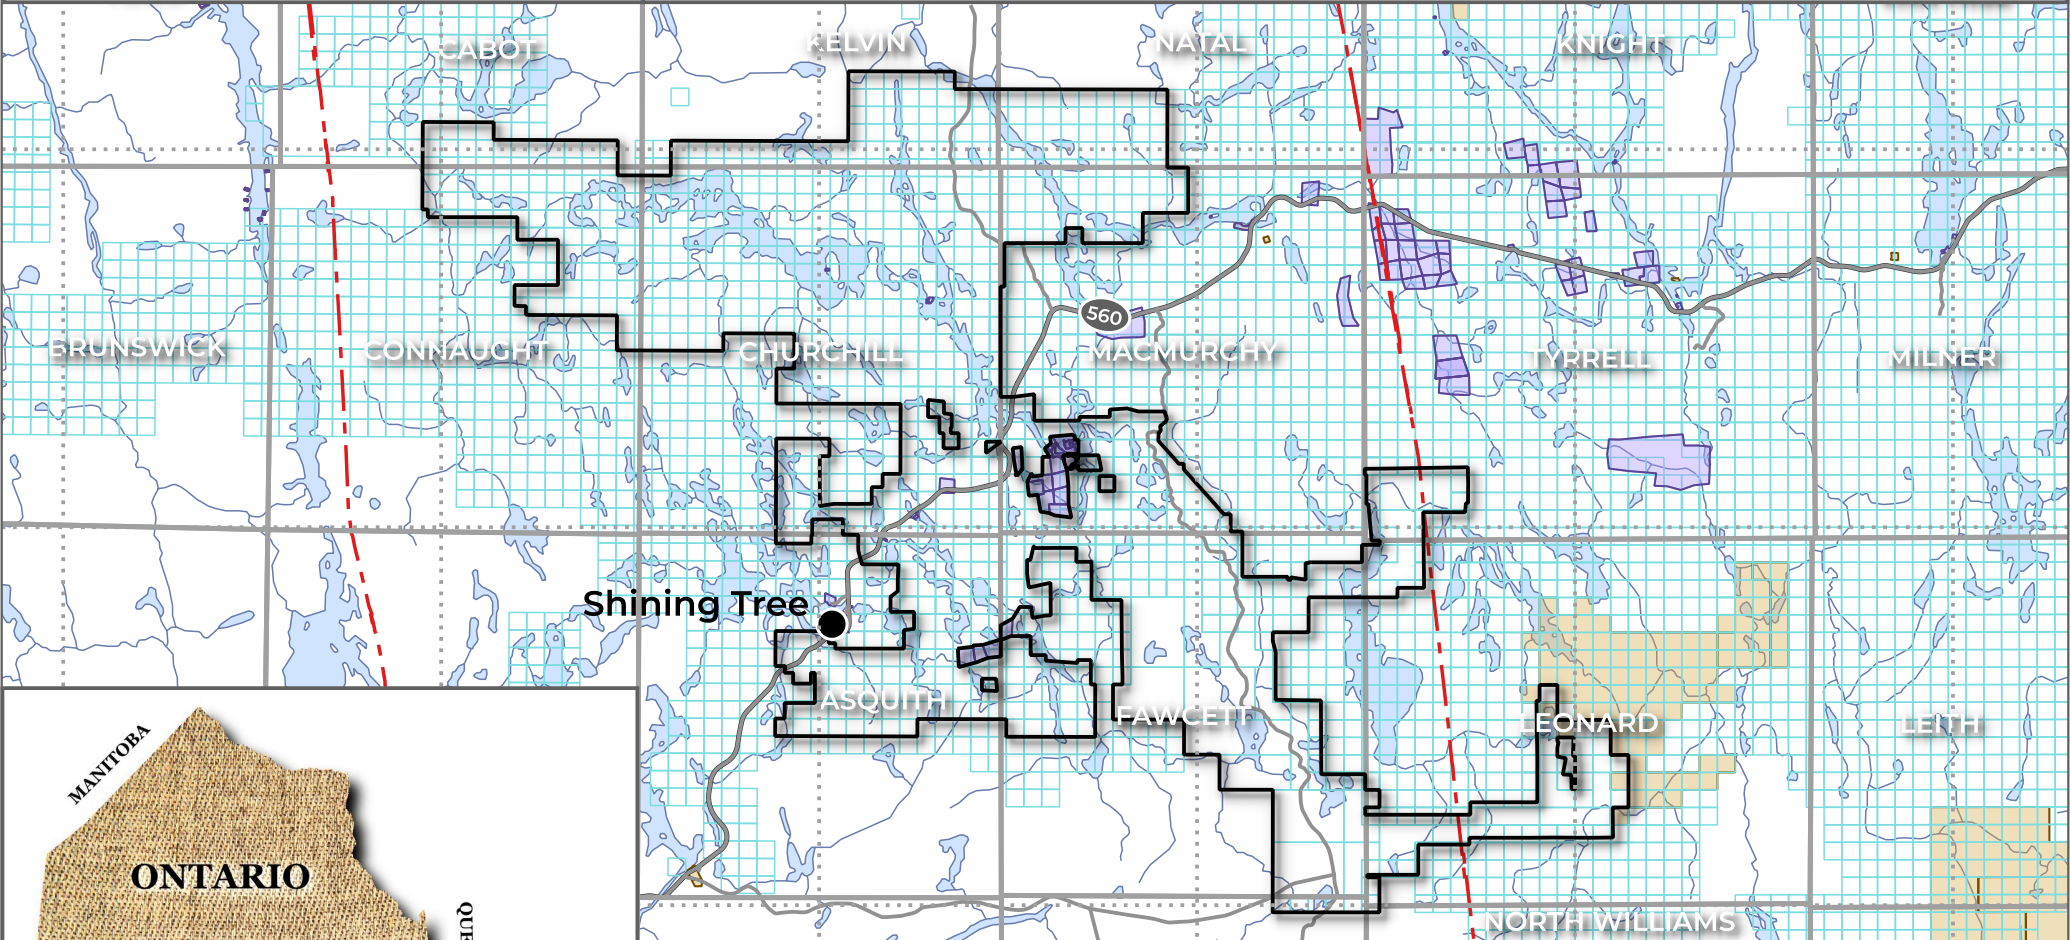 CABOT
KELVIN
NATAL
KNIGHT
560
BRUNSWICK
CONNAUGHT
CHURCHILL
MACMURCHY
TYRRELL
MILNER
Shining Tree
ASQUITH
FAWCETT
LEONARD
LEITH
MANITOBA
ONTARIO
QUE
NORTH WILLIAMS